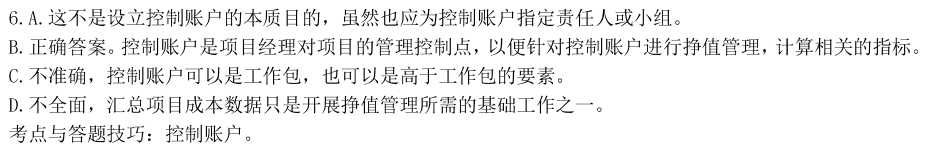 6.A.这不是设立控制账户的本质目的，虽然也应为控制账户指定责任人或小组。
B.正确答案。控制账户是项目经理对项目的管理控制点，以便针对控制账户进行挣值管理，计算相关的指标。
C.不准确，控制账户可以是工作包，也可以是高于工作包的要素。
D.不全面，汇总项目成本数据只是开展挣值管理所需的基础工作之一。
考点与答题技巧：控制账户。